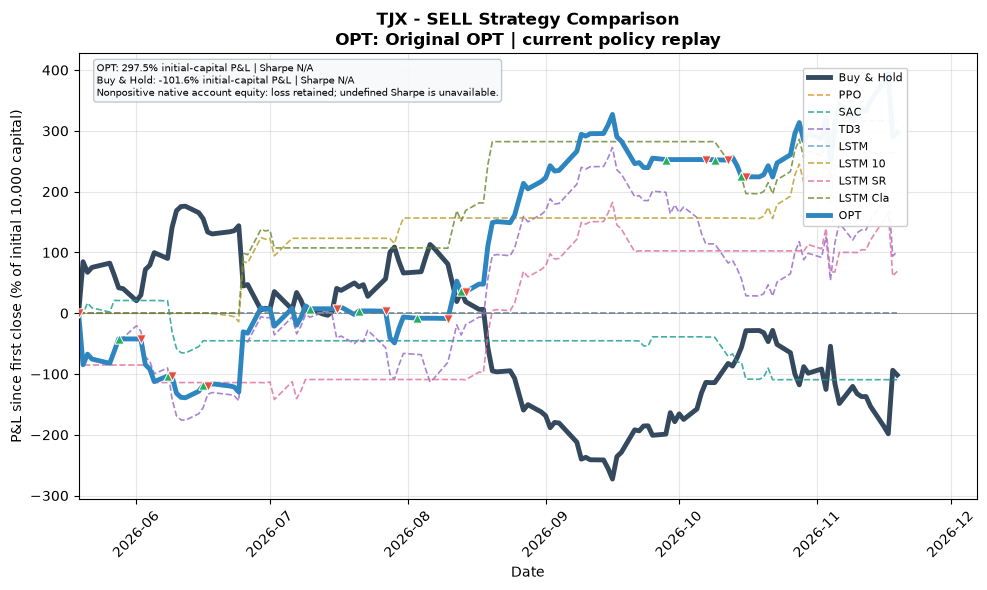 TJX - SELL Strategy Comparison
OPT: Original OPT | current policy replay
OPT: 297.5% initial-capital P&L | Sharpe N/A
Buy & Hold: -101.6% initial-capital P&L | Sharpe N/A
Nonpositive native account equity: loss retained; undefined Sharpe is unavailable.
Buy & Hold
PPO
SAC
TD3
LSTM
LSTM 10
LSTM SR
LSTM Cla
OPT
P&L since first close (% of initial 10,000 capital)
400
300
200
100
0
−100
−200
−300
2026-06
2026-07
2026-08
2026-09
2026-10
2026-11
2026-12
Date